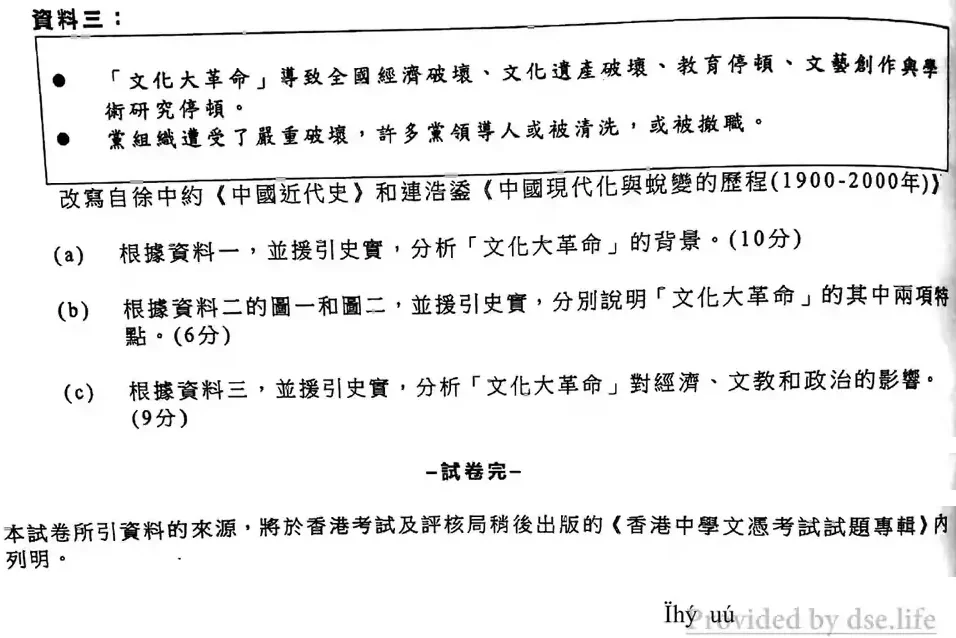 資料三：
● 「文化大革命」導致全國經濟破壞、文化遺產破壞、教育停頓、文藝創作與學
術研究停頓。
● 黨組織遭受了嚴重破壞，許多黨領導人或被清洗，或被撤職。
改寫自徐中約《中國近代史》和連浩鋈《中國現代化與蛻變的歷程(1900-2000年)》
(a) 根據資料一，並援引史實，分析「文化大革命」的背景。(10分)
(b) 根據資料二的圖一和圖二，並援引史實，分別說明「文化大革命」的其中兩項特
點。(6分)
(c) 根據資料三，並援引史實，分析「文化大革命」對經濟、文教和政治的影響。
(9分)
–試卷完–
本試卷所引資料的來源，將於香港考試及評核局稍後出版的《香港中學文憑考試試題專輯》內
列明。
Ïhý uú
Provided by dse.life